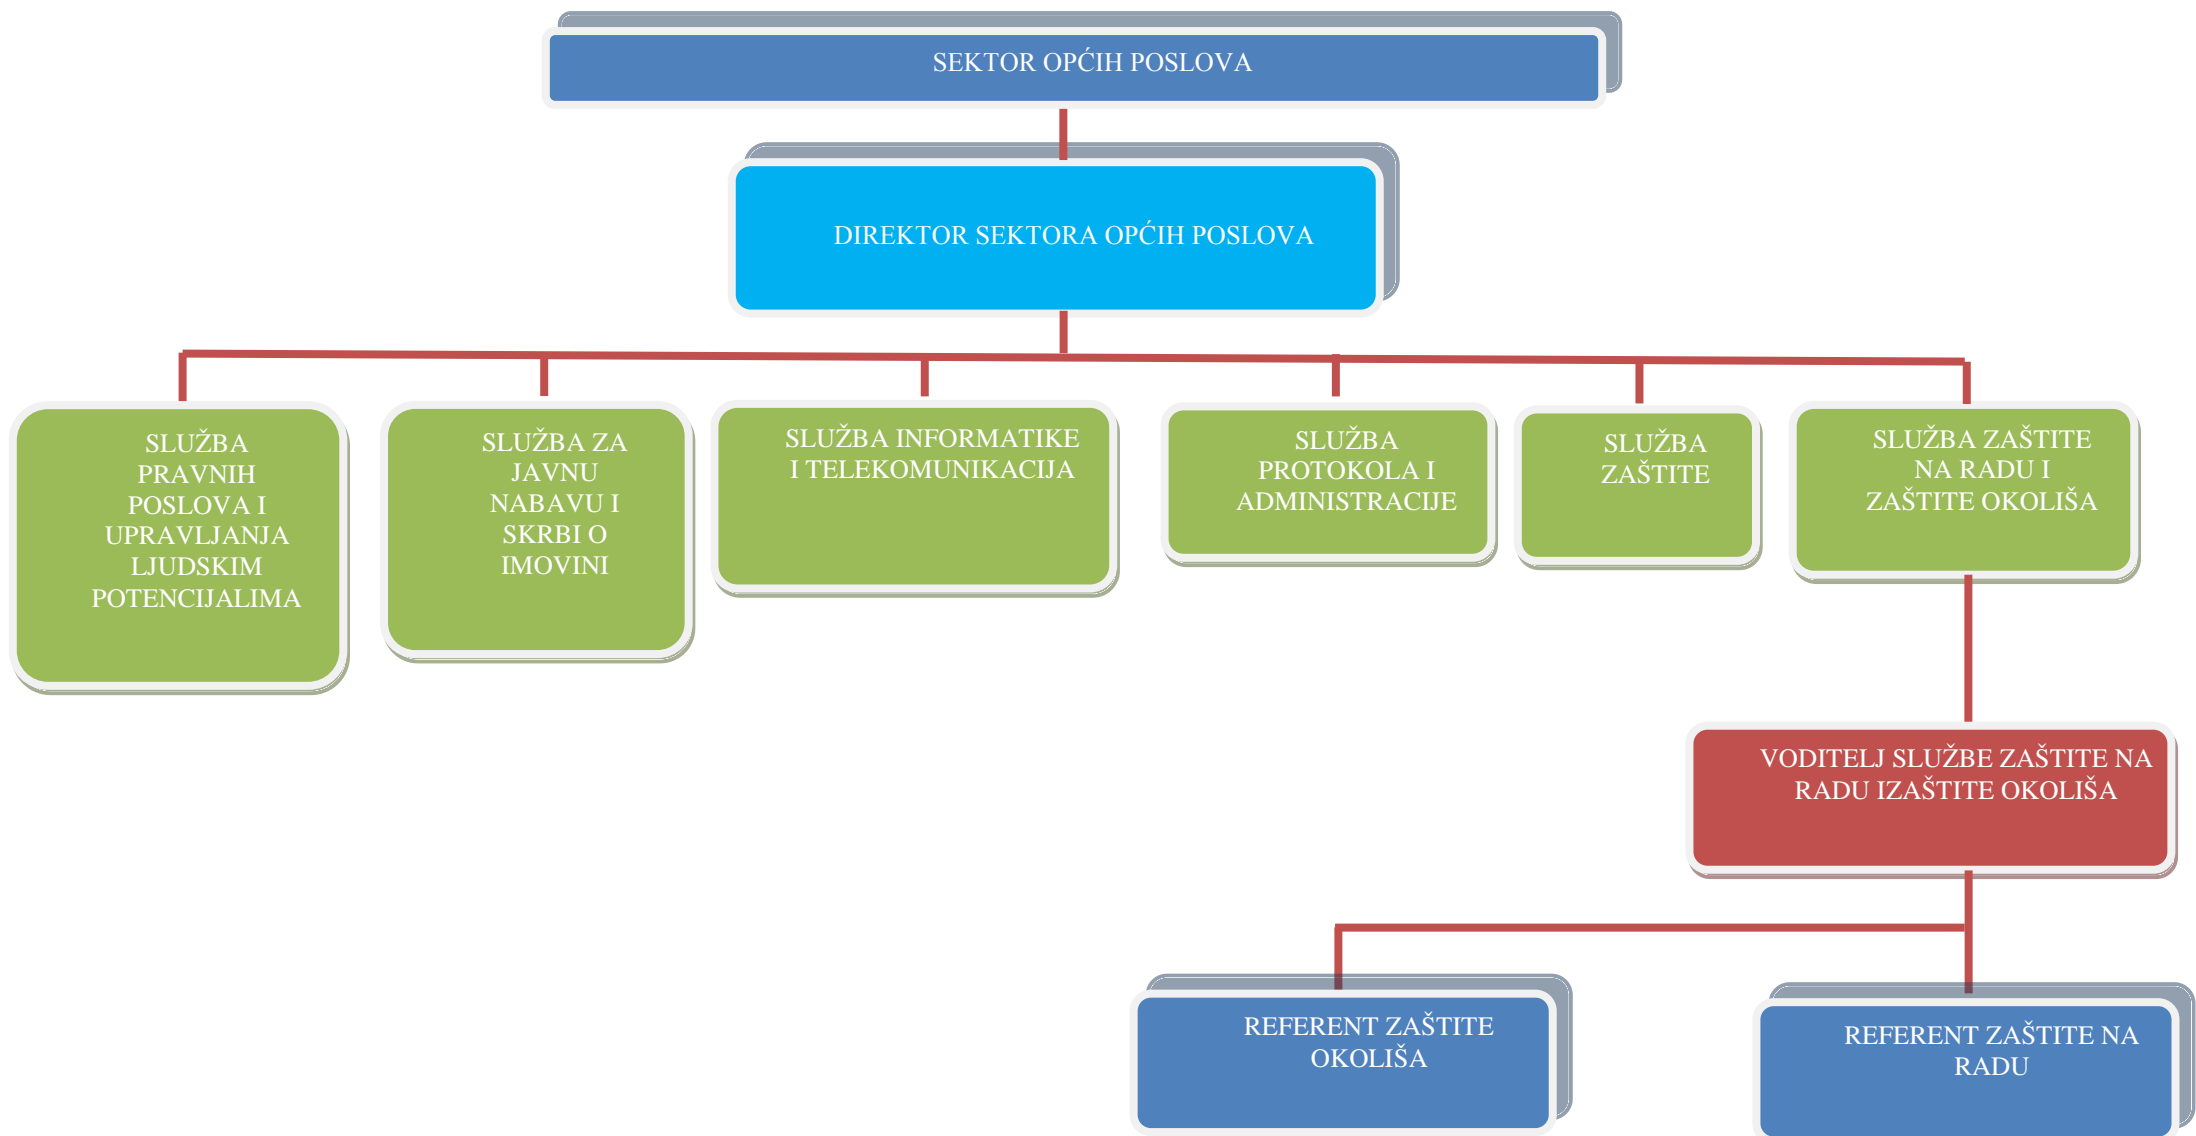 SEKTOR OPĆIH POSLOVA
DIREKTOR SEKTORA OPĆIH POSLOVA
SLUŽBA
PRAVNIH
POSLOVA I
UPRAVLJANJA
LJUDSKIM
POTENCIJALIMA
SLUŽBA ZA
JAVNU
NABAVU I
SKRBI O
IMOVINI
SLUŽBA INFORMATIKE
I TELEKOMUNIKACIJA
SLUŽBA
PROTOKOLA I
ADMINISTRACIJE
SLUŽBA
ZAŠTITE
SLUŽBA ZAŠTITE
NA RADU I
ZAŠTITE OKOLIŠA
VODITELJ SLUŽBE ZAŠTITE NA
RADU IZAŠTITE OKOLIŠA
REFERENT ZAŠTITE
OKOLIŠA
REFERENT ZAŠTITE NA
RADU